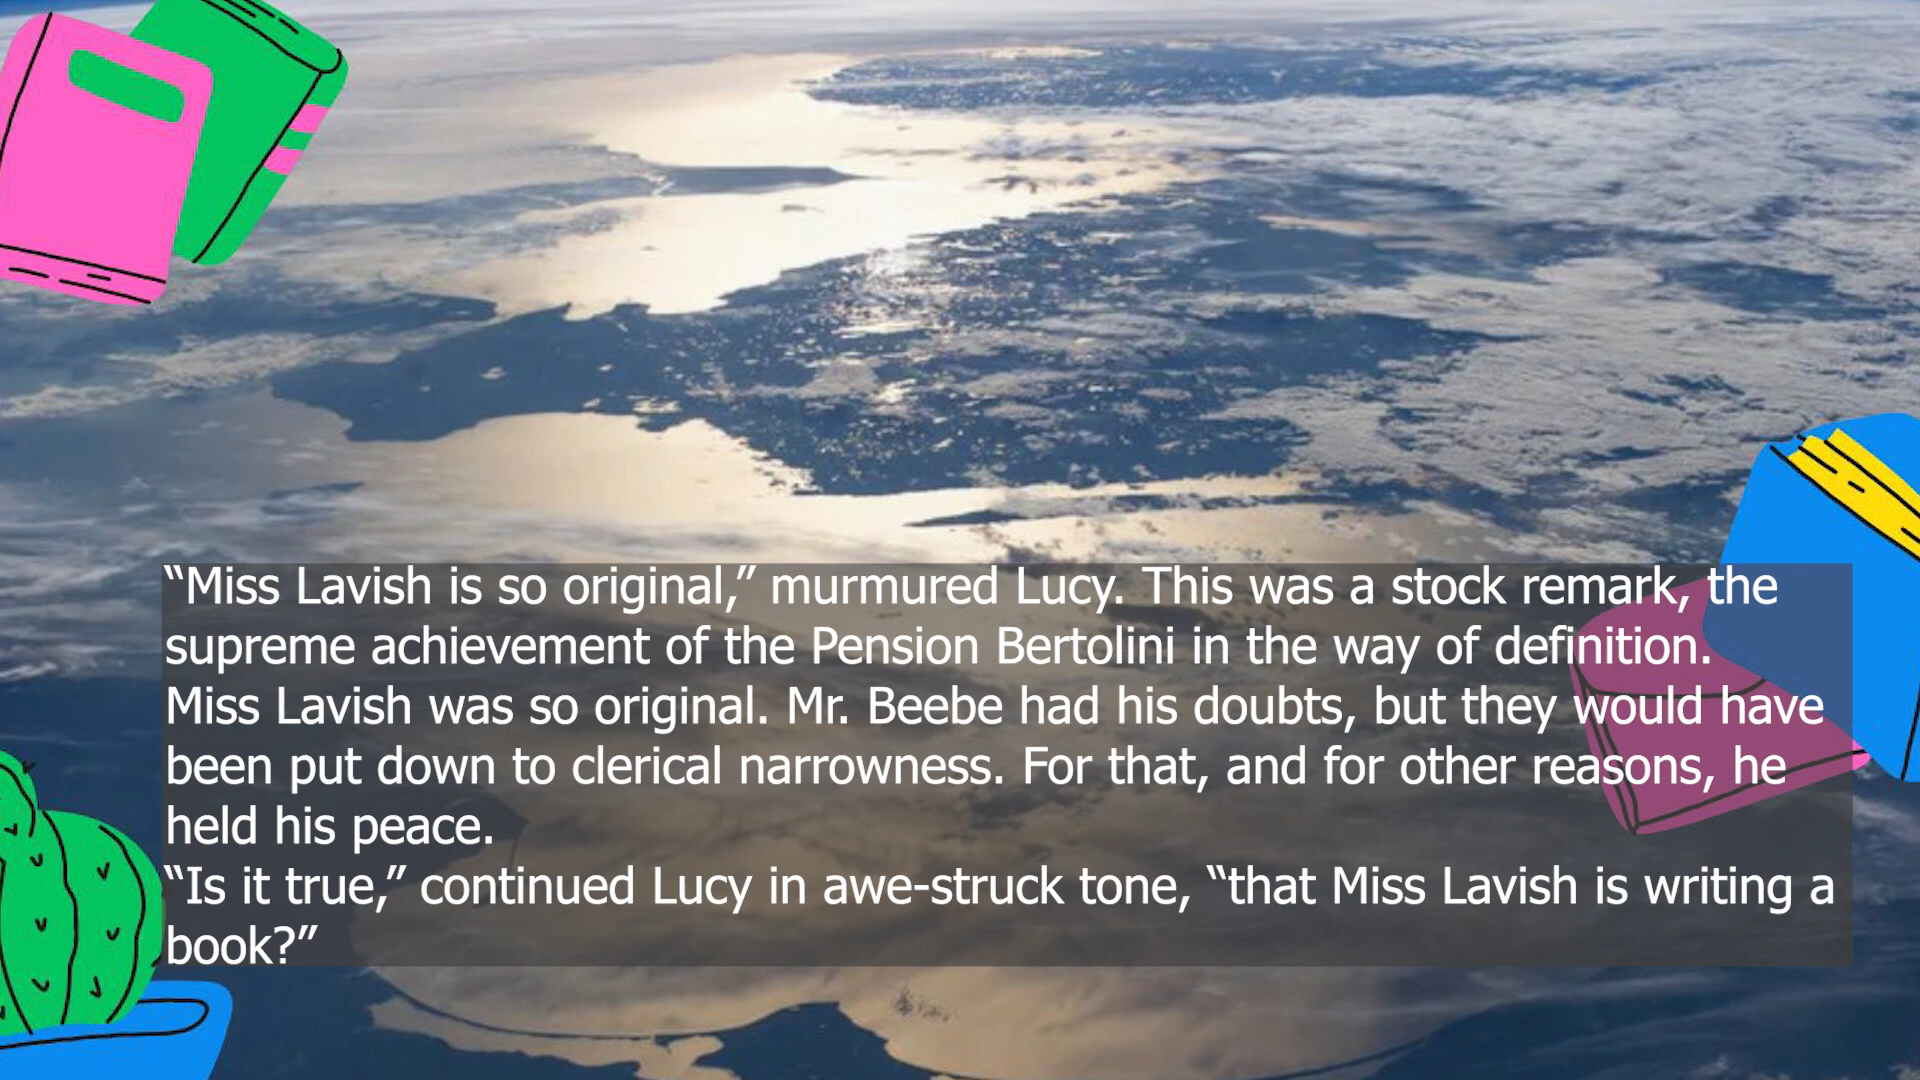 “Miss Lavish is so original,” murmured Lucy. This was a stock remark, the
supreme achievement of the Pension Bertolini in the way of definition.
Miss Lavish was so original. Mr. Beebe had his doubts, but they would have
been put down to clerical narrowness. For that, and for other reasons, he
held his peace.
“Is it true,” continued Lucy in awe-struck tone, “that Miss Lavish is writing a
book?”